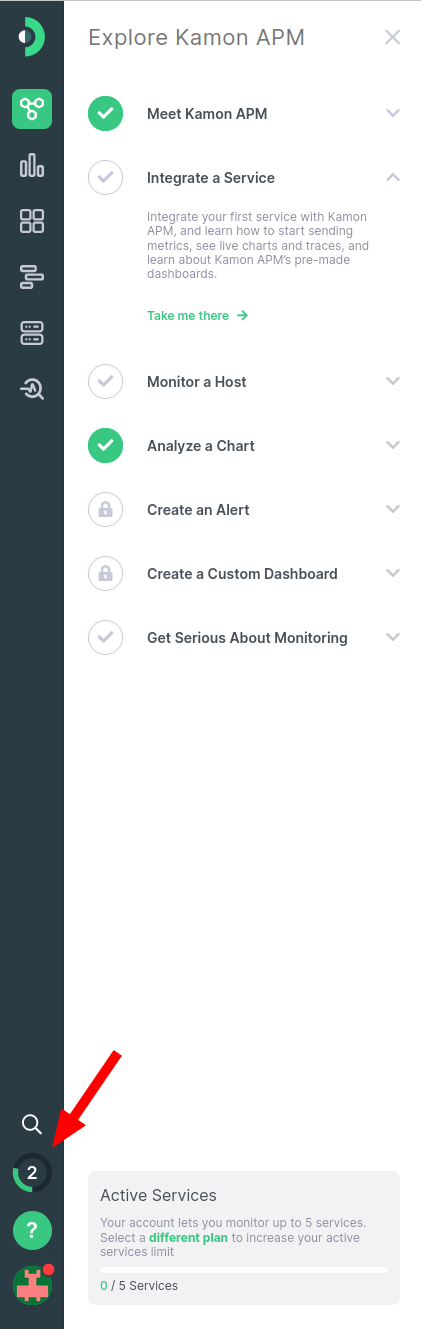 Explore Kamon APM
Meet Kamon APM
Integrate a Service
Integrate your first service with Kamon
APM, and learn how to start sending
metrics, see live charts and traces, and
learn about Kamon APM's pre-made
dashboards.
Take me there
Monitor a Host
Analyze a Chart
Create an Alert
Create a Custom Dashboard
Get Serious About Monitoring
2
?
Active Services
Your account lets you monitor up to 5 services.
Select a different plan to increase your active
services limit
0 / 5 Services